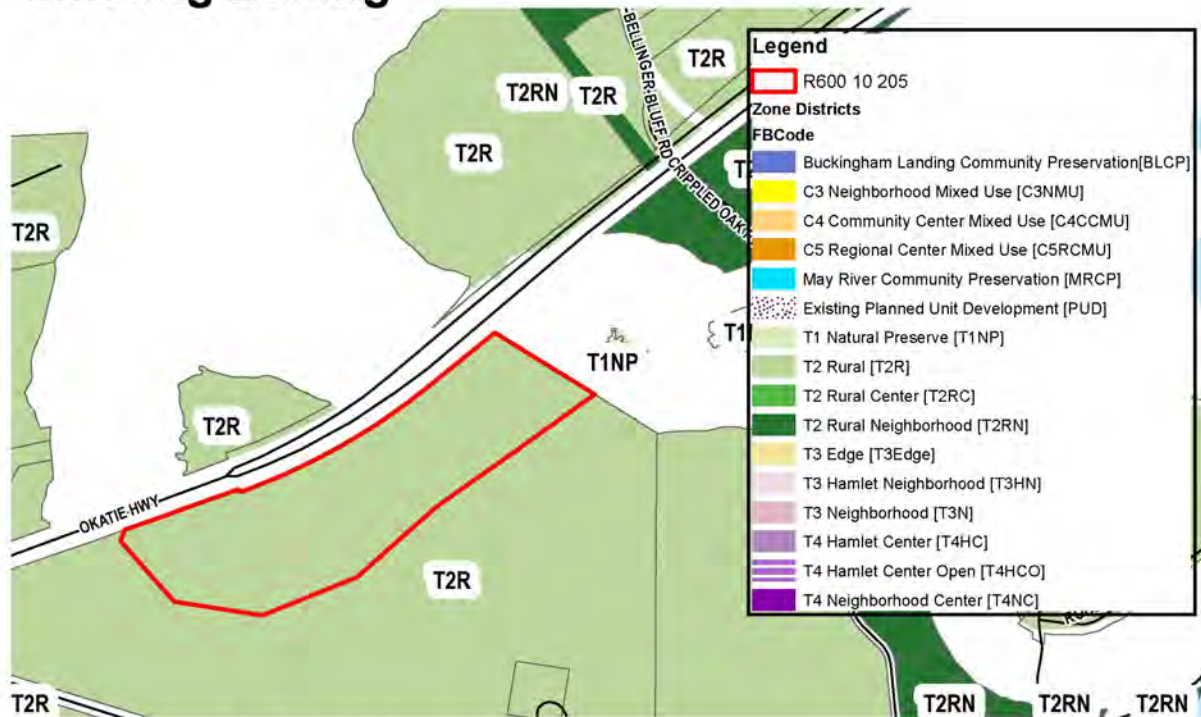 Legend
R600 10 205
Zone Districts
FBCode
Buckingham Landing Community Preservation[BLCP]
C3 Neighborhood Mixed Use [C3NMU]
C4 Community Center Mixed Use [C4CCMU]
C5 Regional Center Mixed Use [C5RCMU]
May River Community Preservation [MRCP]
Existing Planned Unit Development [PUD]
T1 Natural Preserve [T1NP]
T2 Rural [T2R]
T2 Rural Center [T2RC]
T2 Rural Neighborhood [T2RN]
T3 Edge [T3Edge]
T3 Hamlet Neighborhood [T3HN]
T3 Neighborhood [T3N]
T4 Hamlet Center [T4HC]
T4 Hamlet Center Open [T4HCO]
T4 Neighborhood Center [T4NC]
BELLINGER-BLUFF RD
CRIPPLED OAK
T2R
T2RN
T2R
T2R
T2R
T1NP
T2R
OKATIE HWY
T2R
T2R
T2RN
T2RN
T2RN